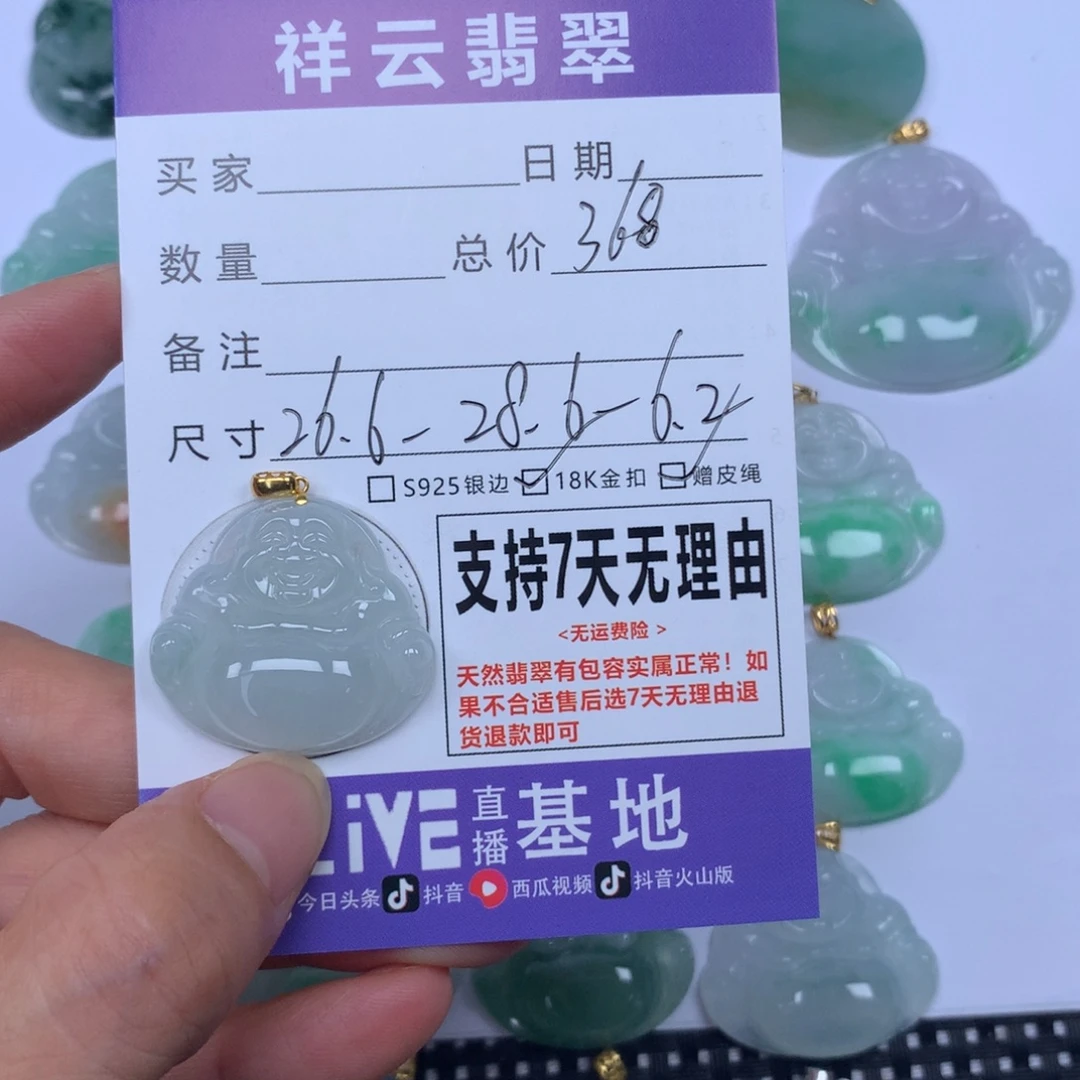 祥云翡翠
买家 日期
数量 总价 368
备注
尺寸 26.6-28.6-6.2
S925银边 18K金扣 赠皮绳
支持7天无理由
<无运费险 >
天然翡翠有包容实属正常！如
果不合适售后选7天无理由退
货退款即可
LiVE 直播 基地
今日头条 抖音 西瓜视频 抖音火山版